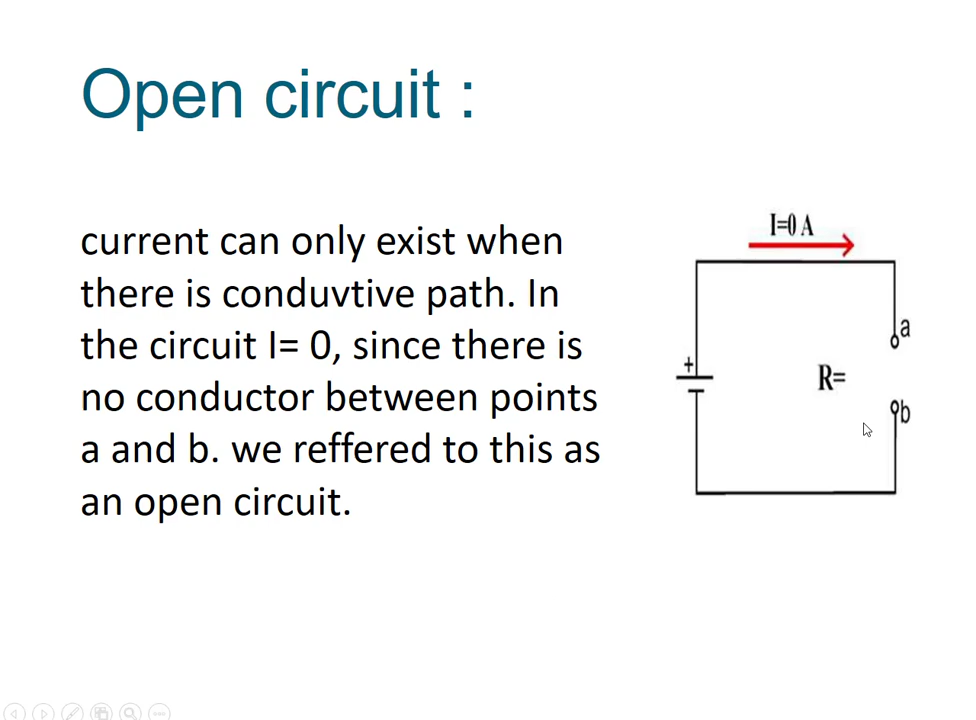 Open circuit :
current can only exist when
there is conduvtive path. In
the circuit I= 0, since there is
no conductor between points
a and b. we reffered to this as
an open circuit.
I=0 A
a
+
R=
b